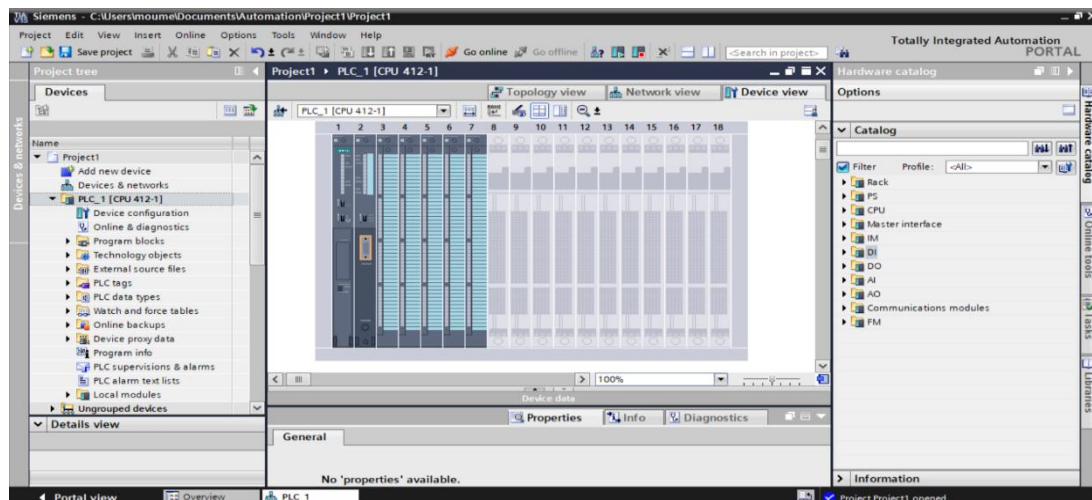 Siemens - C:\Users\moume\Documents\Automation\Project1\Project1
Project Edit View Insert Online Options Tools Window Help
Save project
Go online
Go offline
<Search in project>
Totally Integrated Automation
PORTAL
Project tree
Devices
Name
Project1
Add new device
Devices & networks
PLC_1 [CPU 412-1]
Device configuration
Online & diagnostics
Program blocks
Technology objects
External source files
PLC tags
PLC data types
Watch and force tables
Online backups
Device proxy data
Program info
PLC supervisions & alarms
PLC alarm text lists
Local modules
Ungrouped devices
Details view
Devices & networks
Project1 PLC_1 [CPU 412-1]
Topology view
Network view
Device view
PLC_1 [CPU 412-1]
1 2 3 4 5 6 7 8 9 10 11 12 13 14 15 16 17 18
100%
Device data
Properties
Info
Diagnostics
General
No 'properties' available.
Hardware catalog
Options
Catalog
Filter
Profile:
<All>
Rack
PS
CPU
Master interface
IM
DI
DO
AI
AO
Communications modules
FM
Information
Hardware catalog
Online tools
Tasks
Libraries
Portal view
Overview
PLC_1
Project Project1 opened